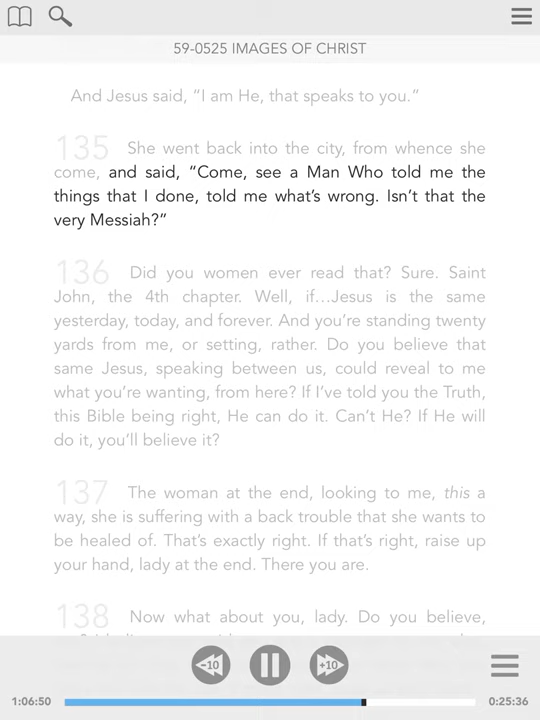 59-0525 IMAGES OF CHRIST
And Jesus said, “I am He, that speaks to you.”
135 She went back into the city, from whence she
come, and said, “Come, see a Man Who told me the
things that I done, told me what’s wrong. Isn’t that the
very Messiah?”
136 Did you women ever read that? Sure. Saint
John, the 4th chapter. Well, if…Jesus is the same
yesterday, today, and forever. And you’re standing twenty
yards from me, or setting, rather. Do you believe that
same Jesus, speaking between us, could reveal to me
what you’re wanting, from here? If I’ve told you the Truth,
this Bible being right, He can do it. Can’t He? If He will
do it, you’ll believe it?
137 The woman at the end, looking to me, this a
way, she is suffering with a back trouble that she wants to
be healed of. That’s exactly right. If that’s right, raise up
your hand, lady at the end. There you are.
138 Now what about you, lady. Do you believe,
-10 +10
1:06:50 0:25:36